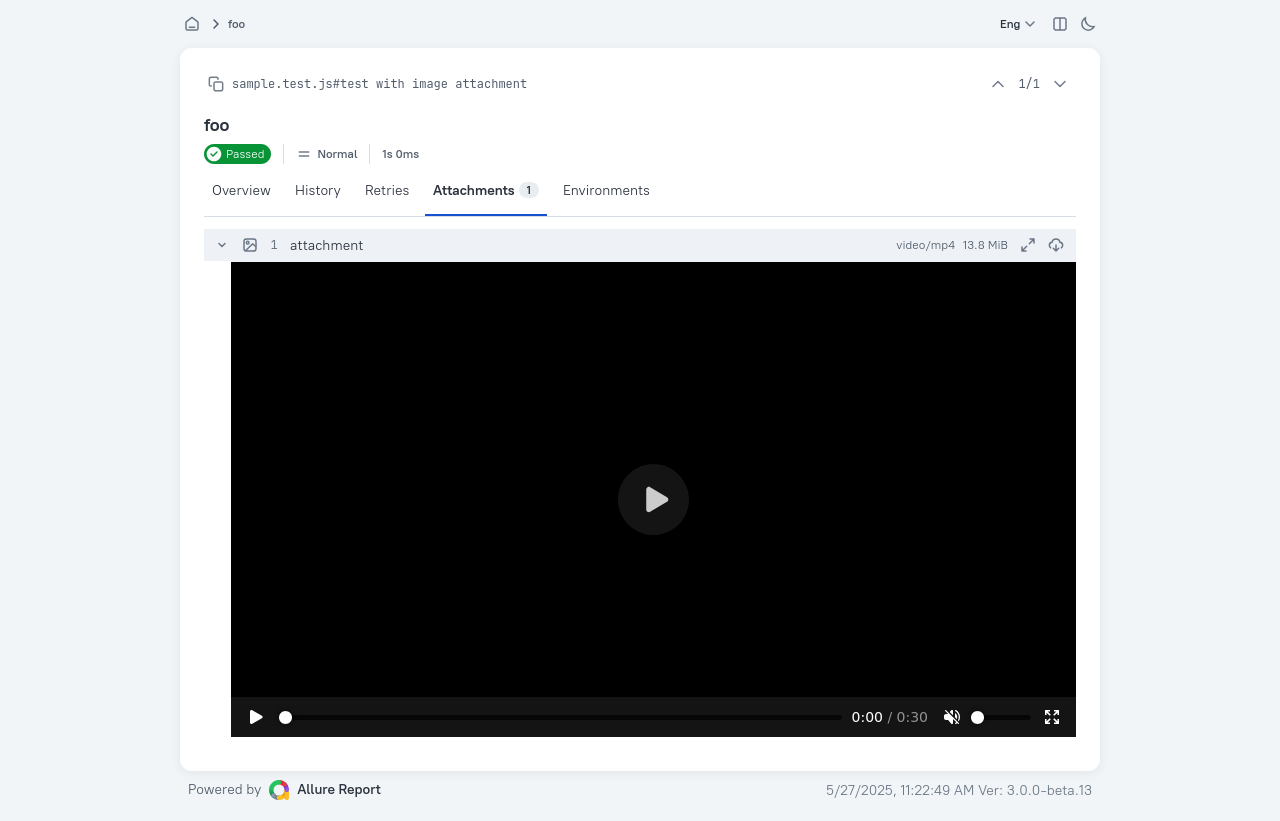 foo
Eng
sample.test.js#test with image attachment
1/1
foo
Passed
Normal
1s 0ms
Overview
History
Retries
Attachments 1
Environments
1 attachment
video/mp4 13.8 MiB
0:00 / 0:30
Powered by Allure Report
5/27/2025, 11:22:49 AM Ver: 3.0.0-beta.13